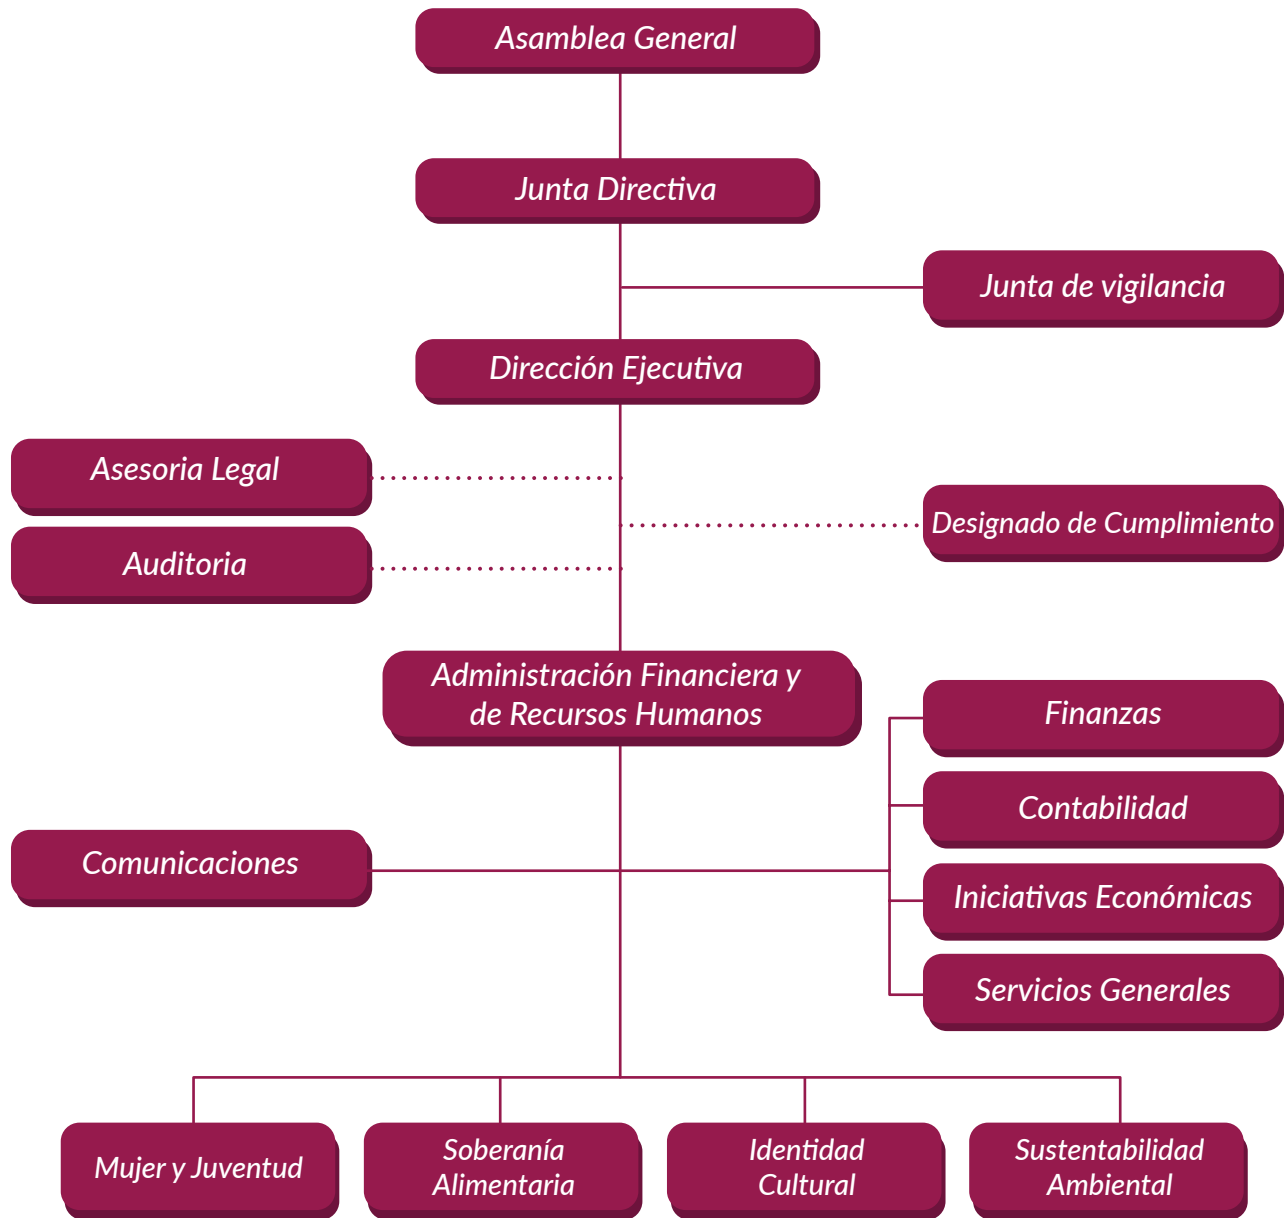 Asamblea General
Junta Directiva
Junta de vigilancia
Dirección Ejecutiva
Asesoria Legal
Designado de Cumplimiento
Auditoria
Administración Financiera y
de Recursos Humanos
Finanzas
Contabilidad
Comunicaciones
Iniciativas Económicas
Servicios Generales
Mujer y Juventud
Soberanía
Alimentaria
Identidad
Cultural
Sustentabilidad
Ambiental